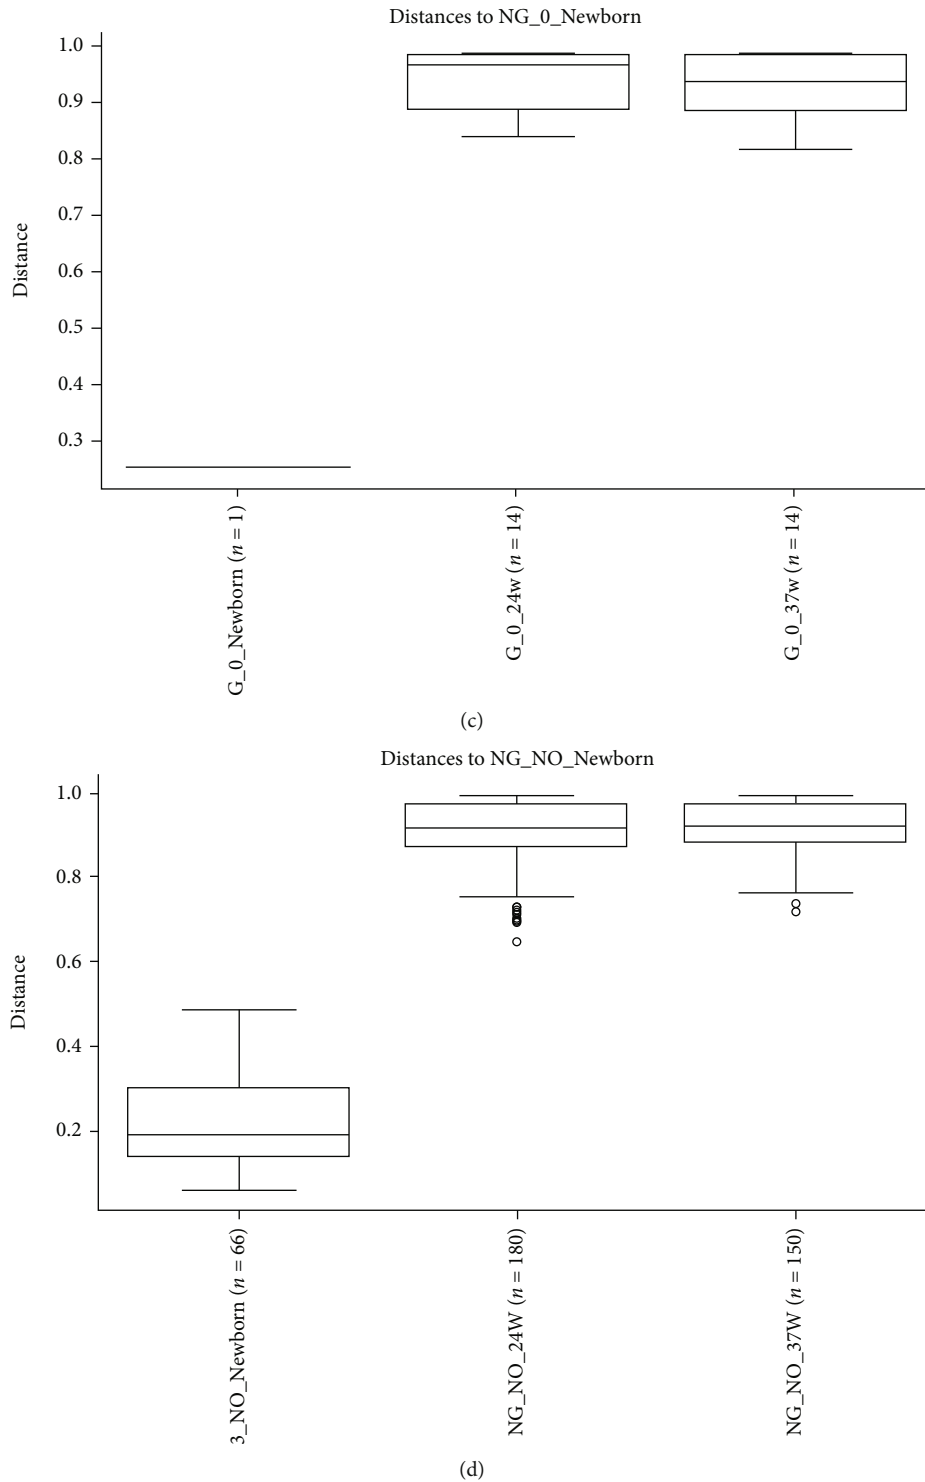 Distances to NG_0_Newborn
1.0
0.9
0.8
0.7
0.6
0.5
0.4
0.3
Distance
G_0_Newborn (n = 1)
G_0_24w (n = 14)
G_0_37w (n = 14)
(c)
Distances to NG_NO_Newborn
1.0
0.8
0.6
0.4
0.2
Distance
3_NO_Newborn (n = 66)
NG_NO_24W (n = 180)
NG_NO_37W (n = 150)
(d)